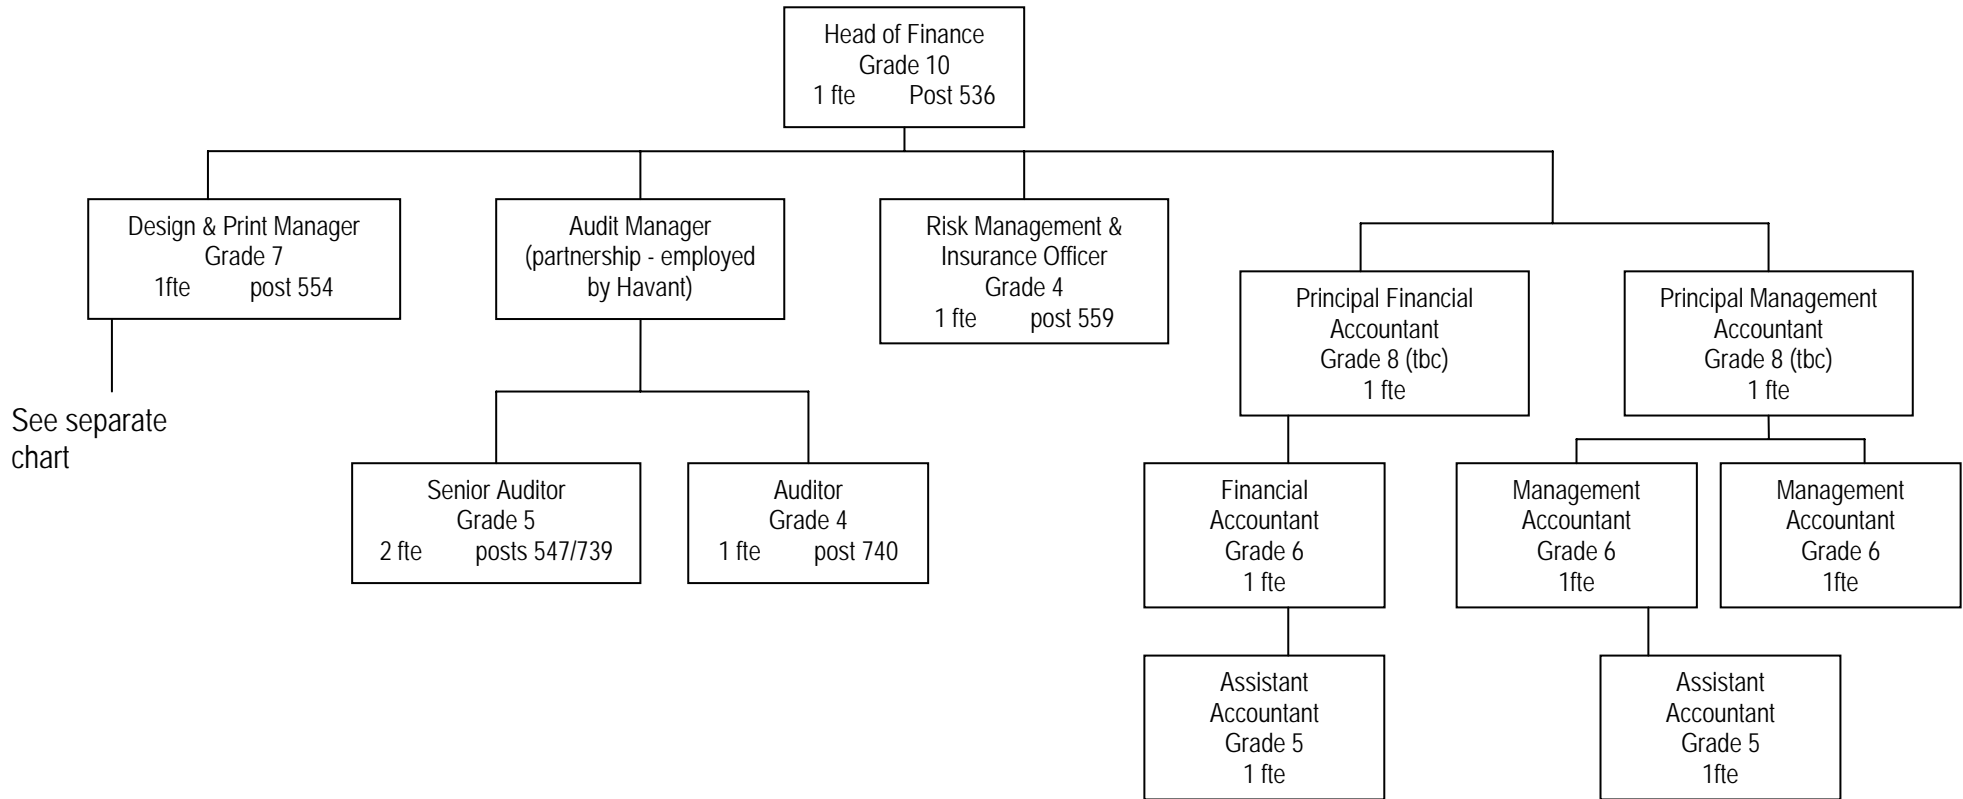 Head of Finance
Grade 10
1 fte Post 536
Design & Print Manager
Grade 7
1fte post 554
Audit Manager
(partnership - employed
by Havant)
Risk Management &
Insurance Officer
Grade 4
1 fte post 559
Principal Financial
Accountant
Grade 8 (tbc)
1 fte
Principal Management
Accountant
Grade 8 (tbc)
1 fte
See separate
chart
Senior Auditor
Grade 5
2 fte posts 547/739
Auditor
Grade 4
1 fte post 740
Financial
Accountant
Grade 6
1 fte
Management
Accountant
Grade 6
1fte
Management
Accountant
Grade 6
1fte
Assistant
Accountant
Grade 5
1 fte
Assistant
Accountant
Grade 5
1fte